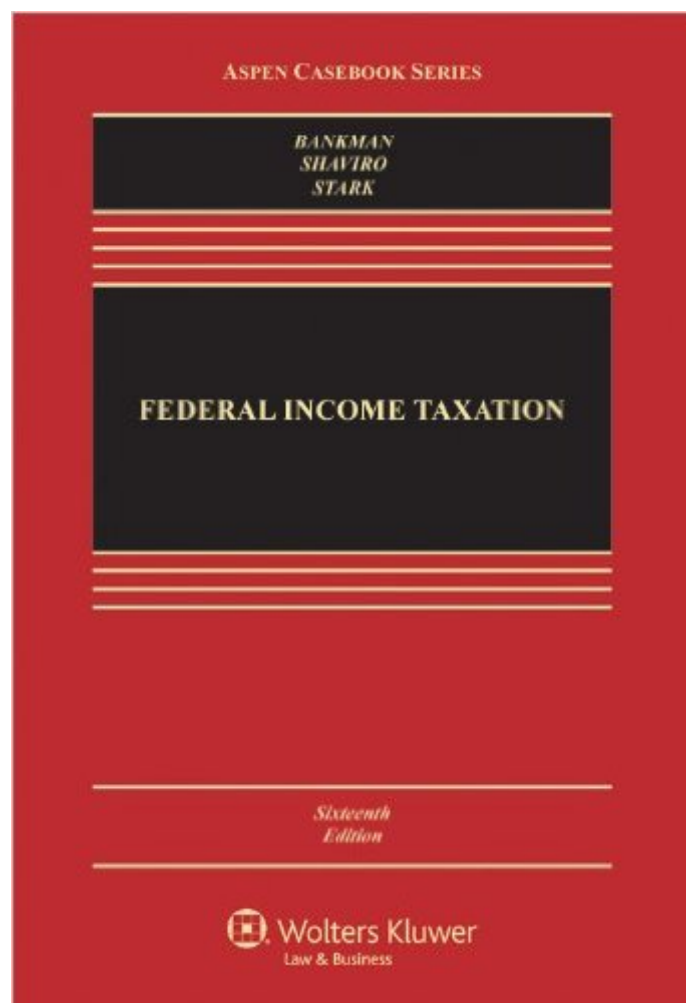 ASPEN CASEBOOK SERIES
BANKMAN
SHAVIRO
STARK
FEDERAL INCOME TAXATION
Sixteenth
Edition
Wolters Kluwer
Law & Business